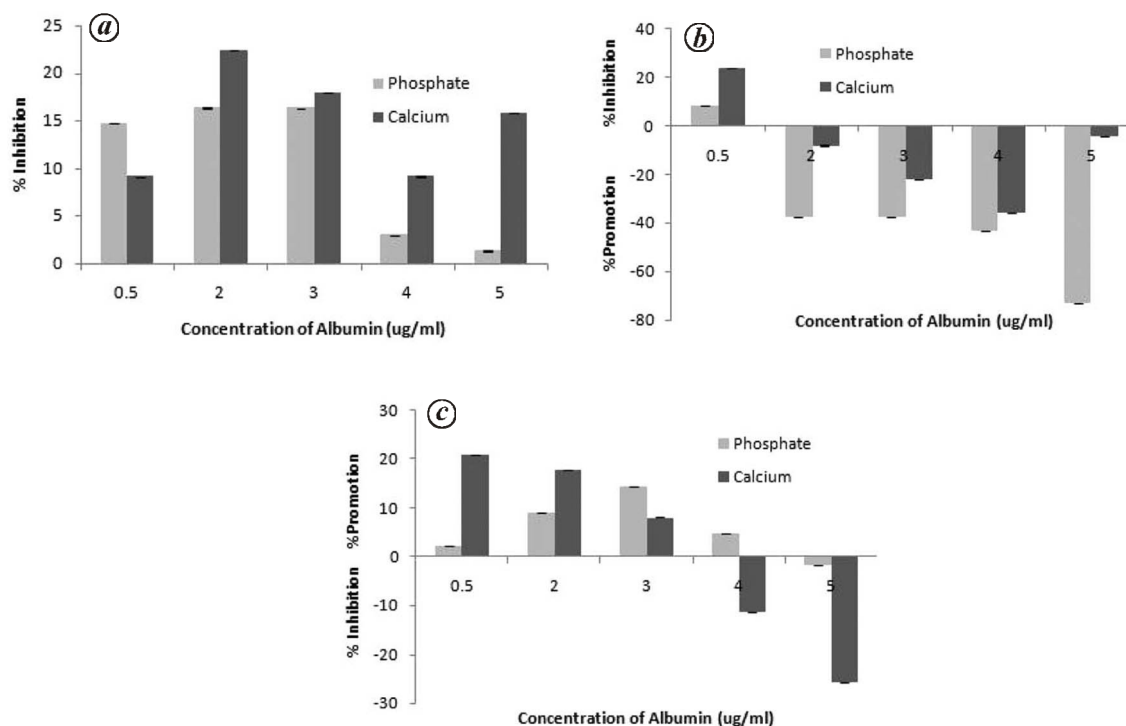 a
25
20
15
10
5
0
% Inhibition
Phosphate
Calcium
0.5 2 3 4 5
Concentration of Albumin (ug/ml)
b
40
20
0
-20
-40
-60
-80
%Inhibition
%Promotion
Phosphate
Calcium
0.5 2 3 4 5
Concentration of Albumin (ug/ml)
c
30
20
10
0
-10
-20
-30
%Promotion
% Inhibition
Phosphate
Calcium
0.5 2 3 4 5
Concentration of Albumin (ug/ml)